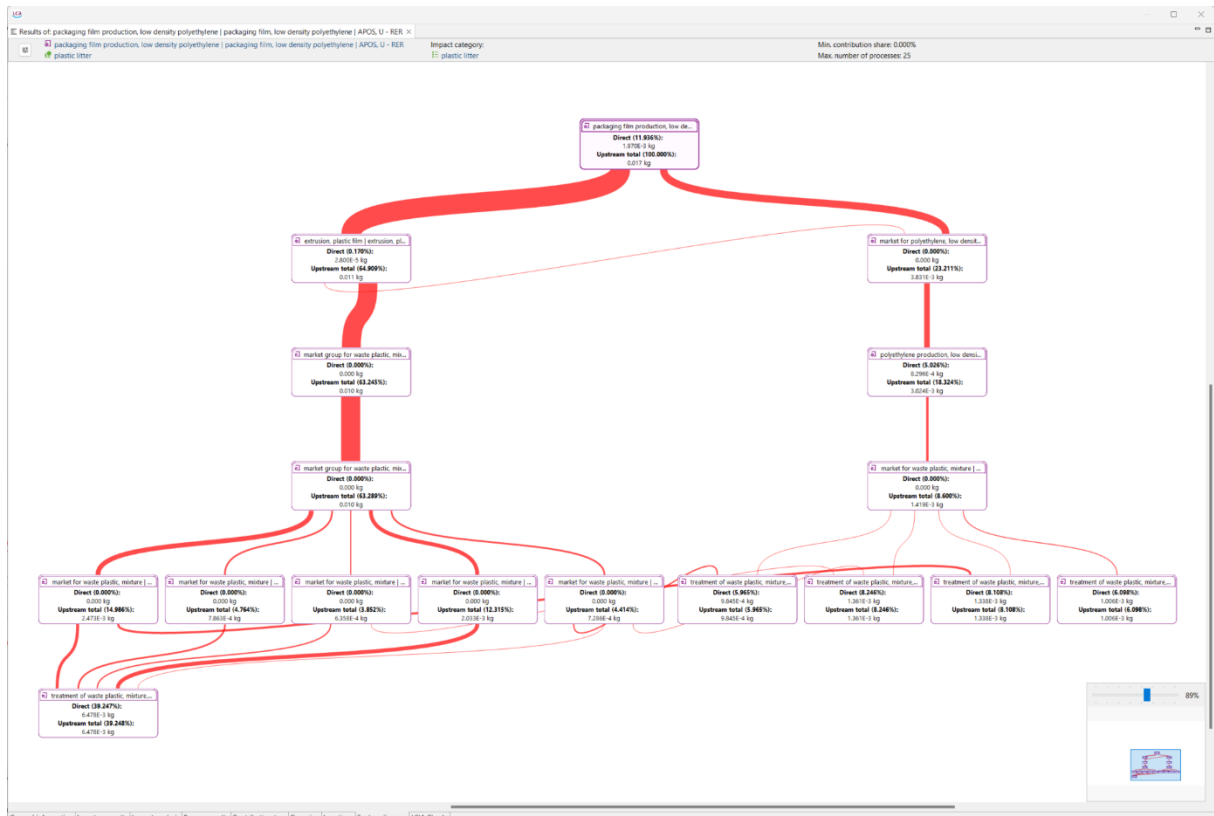 LCA
Results of: packaging film production, low density polyethylene | packaging film, low density polyethylene | APOS, U - RER
packaging film production, low density polyethylene | packaging film, low density polyethylene | APOS, U - RER
plastic litter
Impact category:
plastic litter
Min. contribution share: 0.000%
Max. number of processes: 25
packaging film production, low de...
Direct (11.936%):
1.970E-3 kg
Upstream total (100.000%):
0.017 kg
extrusion, plastic film | extrusion, pl...
Direct (0.170%):
2.800E-5 kg
Upstream total (64.909%):
0.011 kg
market for polyethylene, low densit...
Direct (0.000%):
0.000 kg
Upstream total (23.211%):
3.831E-3 kg
market group for waste plastic, mix...
Direct (0.000%):
0.000 kg
Upstream total (63.245%):
0.010 kg
polyethylene production, low densi...
Direct (5.026%):
8.296E-4 kg
Upstream total (18.324%):
3.024E-3 kg
market group for waste plastic, mix...
Direct (0.000%):
0.000 kg
Upstream total (63.289%):
0.010 kg
market for waste plastic, mixture | ...
Direct (0.000%):
0.000 kg
Upstream total (8.600%):
1.419E-3 kg
market for waste plastic, mixture | ...
Direct (0.000%):
0.000 kg
Upstream total (14.986%):
2.473E-3 kg
market for waste plastic, mixture | ...
Direct (0.000%):
0.000 kg
Upstream total (4.764%):
7.863E-4 kg
market for waste plastic, mixture | ...
Direct (0.000%):
0.000 kg
Upstream total (3.852%):
6.358E-4 kg
market for waste plastic, mixture | ...
Direct (0.000%):
0.000 kg
Upstream total (12.315%):
2.033E-3 kg
market for waste plastic, mixture | ...
Direct (0.000%):
0.000 kg
Upstream total (4.414%):
7.286E-4 kg
treatment of waste plastic, mixture,...
Direct (5.965%):
9.845E-4 kg
Upstream total (5.965%):
9.845E-4 kg
treatment of waste plastic, mixture,...
Direct (8.246%):
1.361E-3 kg
Upstream total (8.246%):
1.361E-3 kg
treatment of waste plastic, mixture,...
Direct (8.108%):
1.338E-3 kg
Upstream total (8.108%):
1.338E-3 kg
treatment of waste plastic, mixture,...
Direct (6.098%):
1.006E-3 kg
Upstream total (6.098%):
1.006E-3 kg
treatment of waste plastic, mixture,...
Direct (39.247%):
6.478E-3 kg
Upstream total (39.248%):
6.478E-3 kg
89%